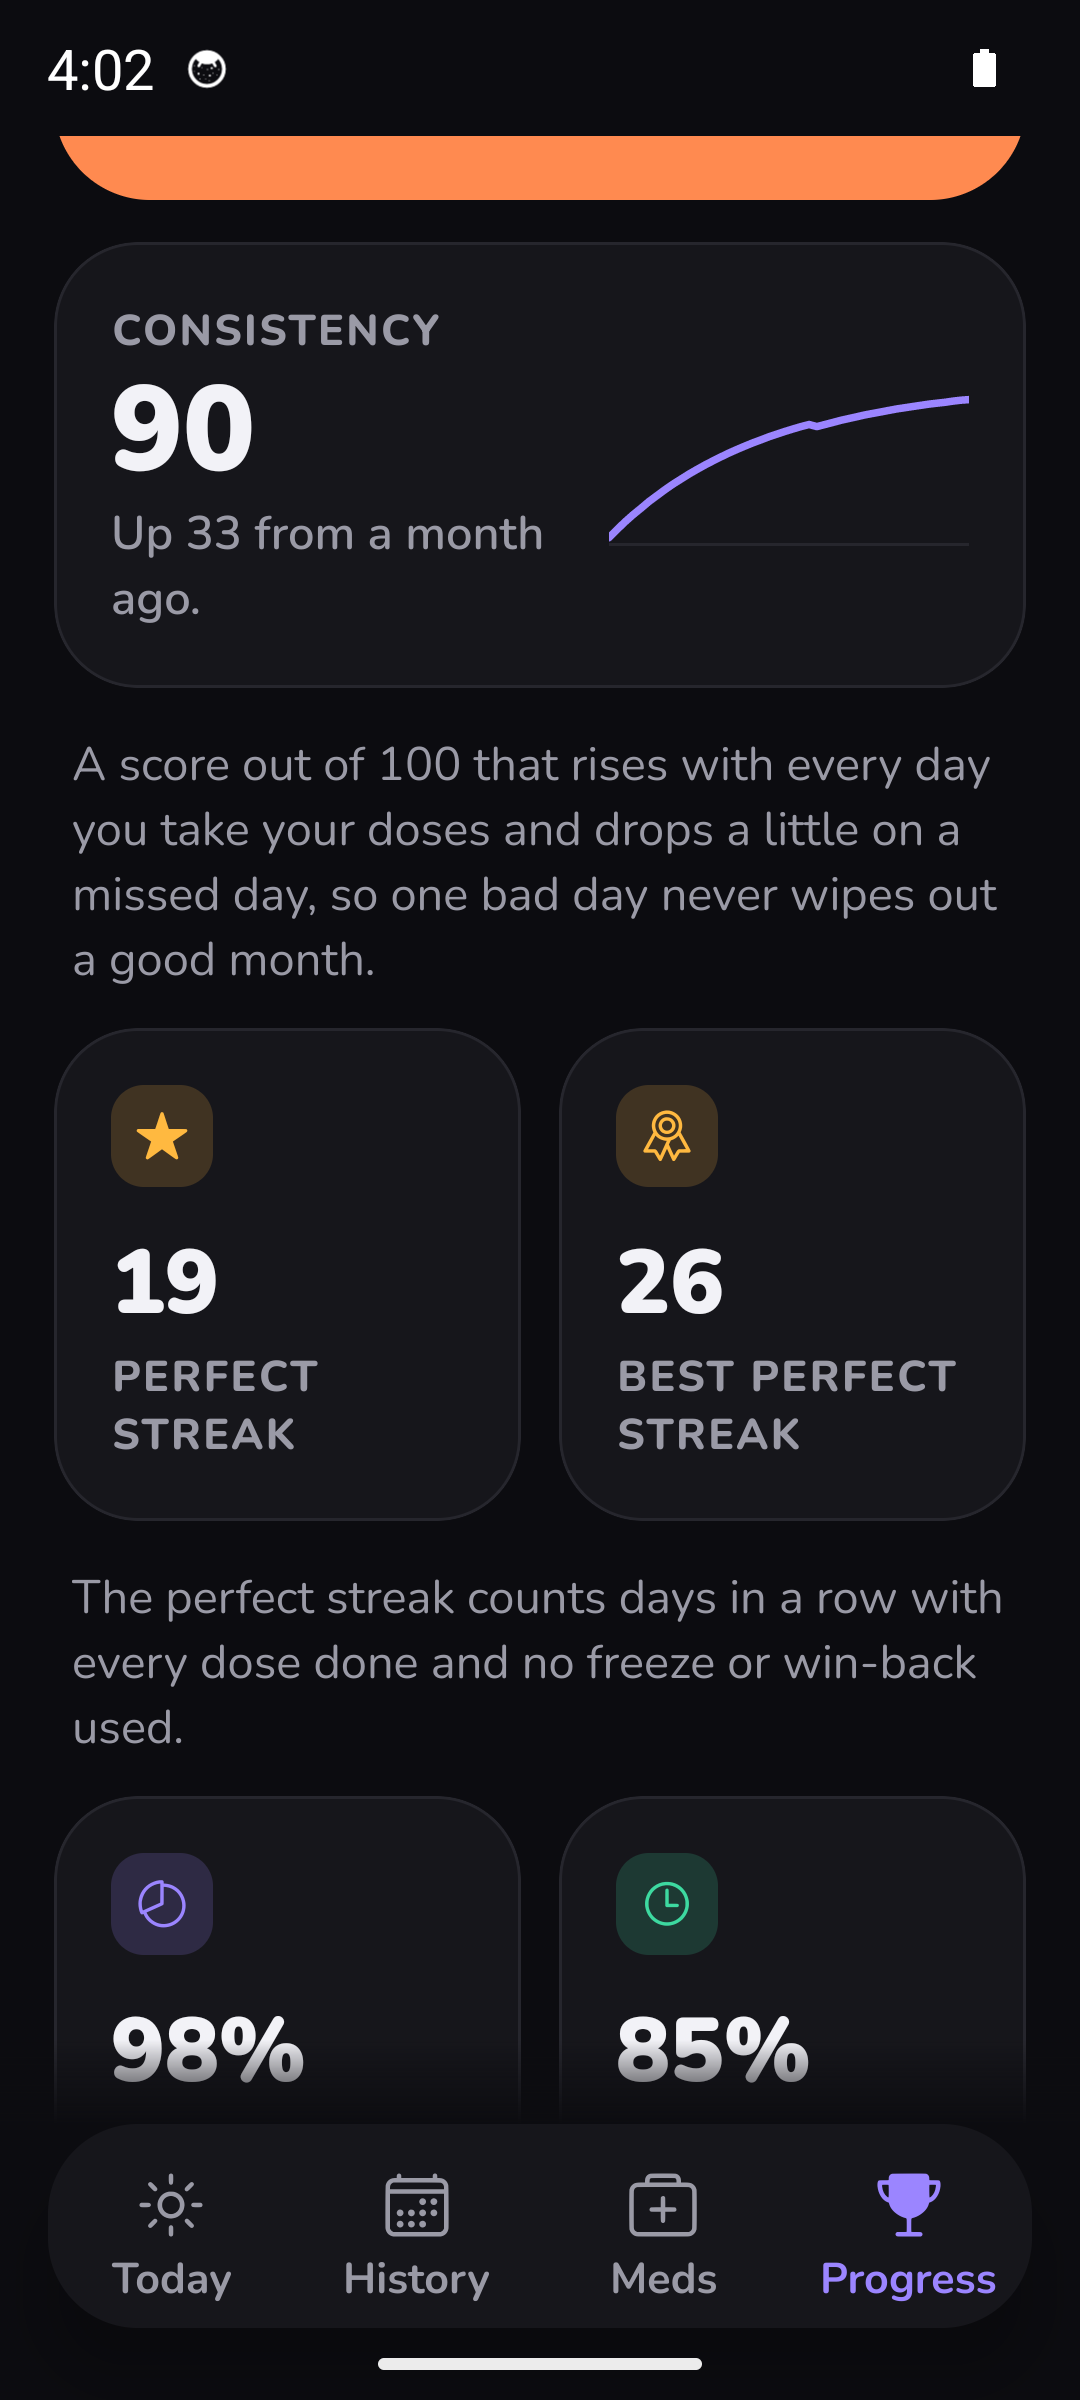 4:02
CONSISTENCY
90
Up 33 from a month
ago.
A score out of 100 that rises with every day
you take your doses and drops a little on a
missed day, so one bad day never wipes out
a good month.
19
PERFECT
STREAK
26
BEST PERFECT
STREAK
The perfect streak counts days in a row with
every dose done and no freeze or win-back
used.
98%
85%
Today
History
Meds
Progress